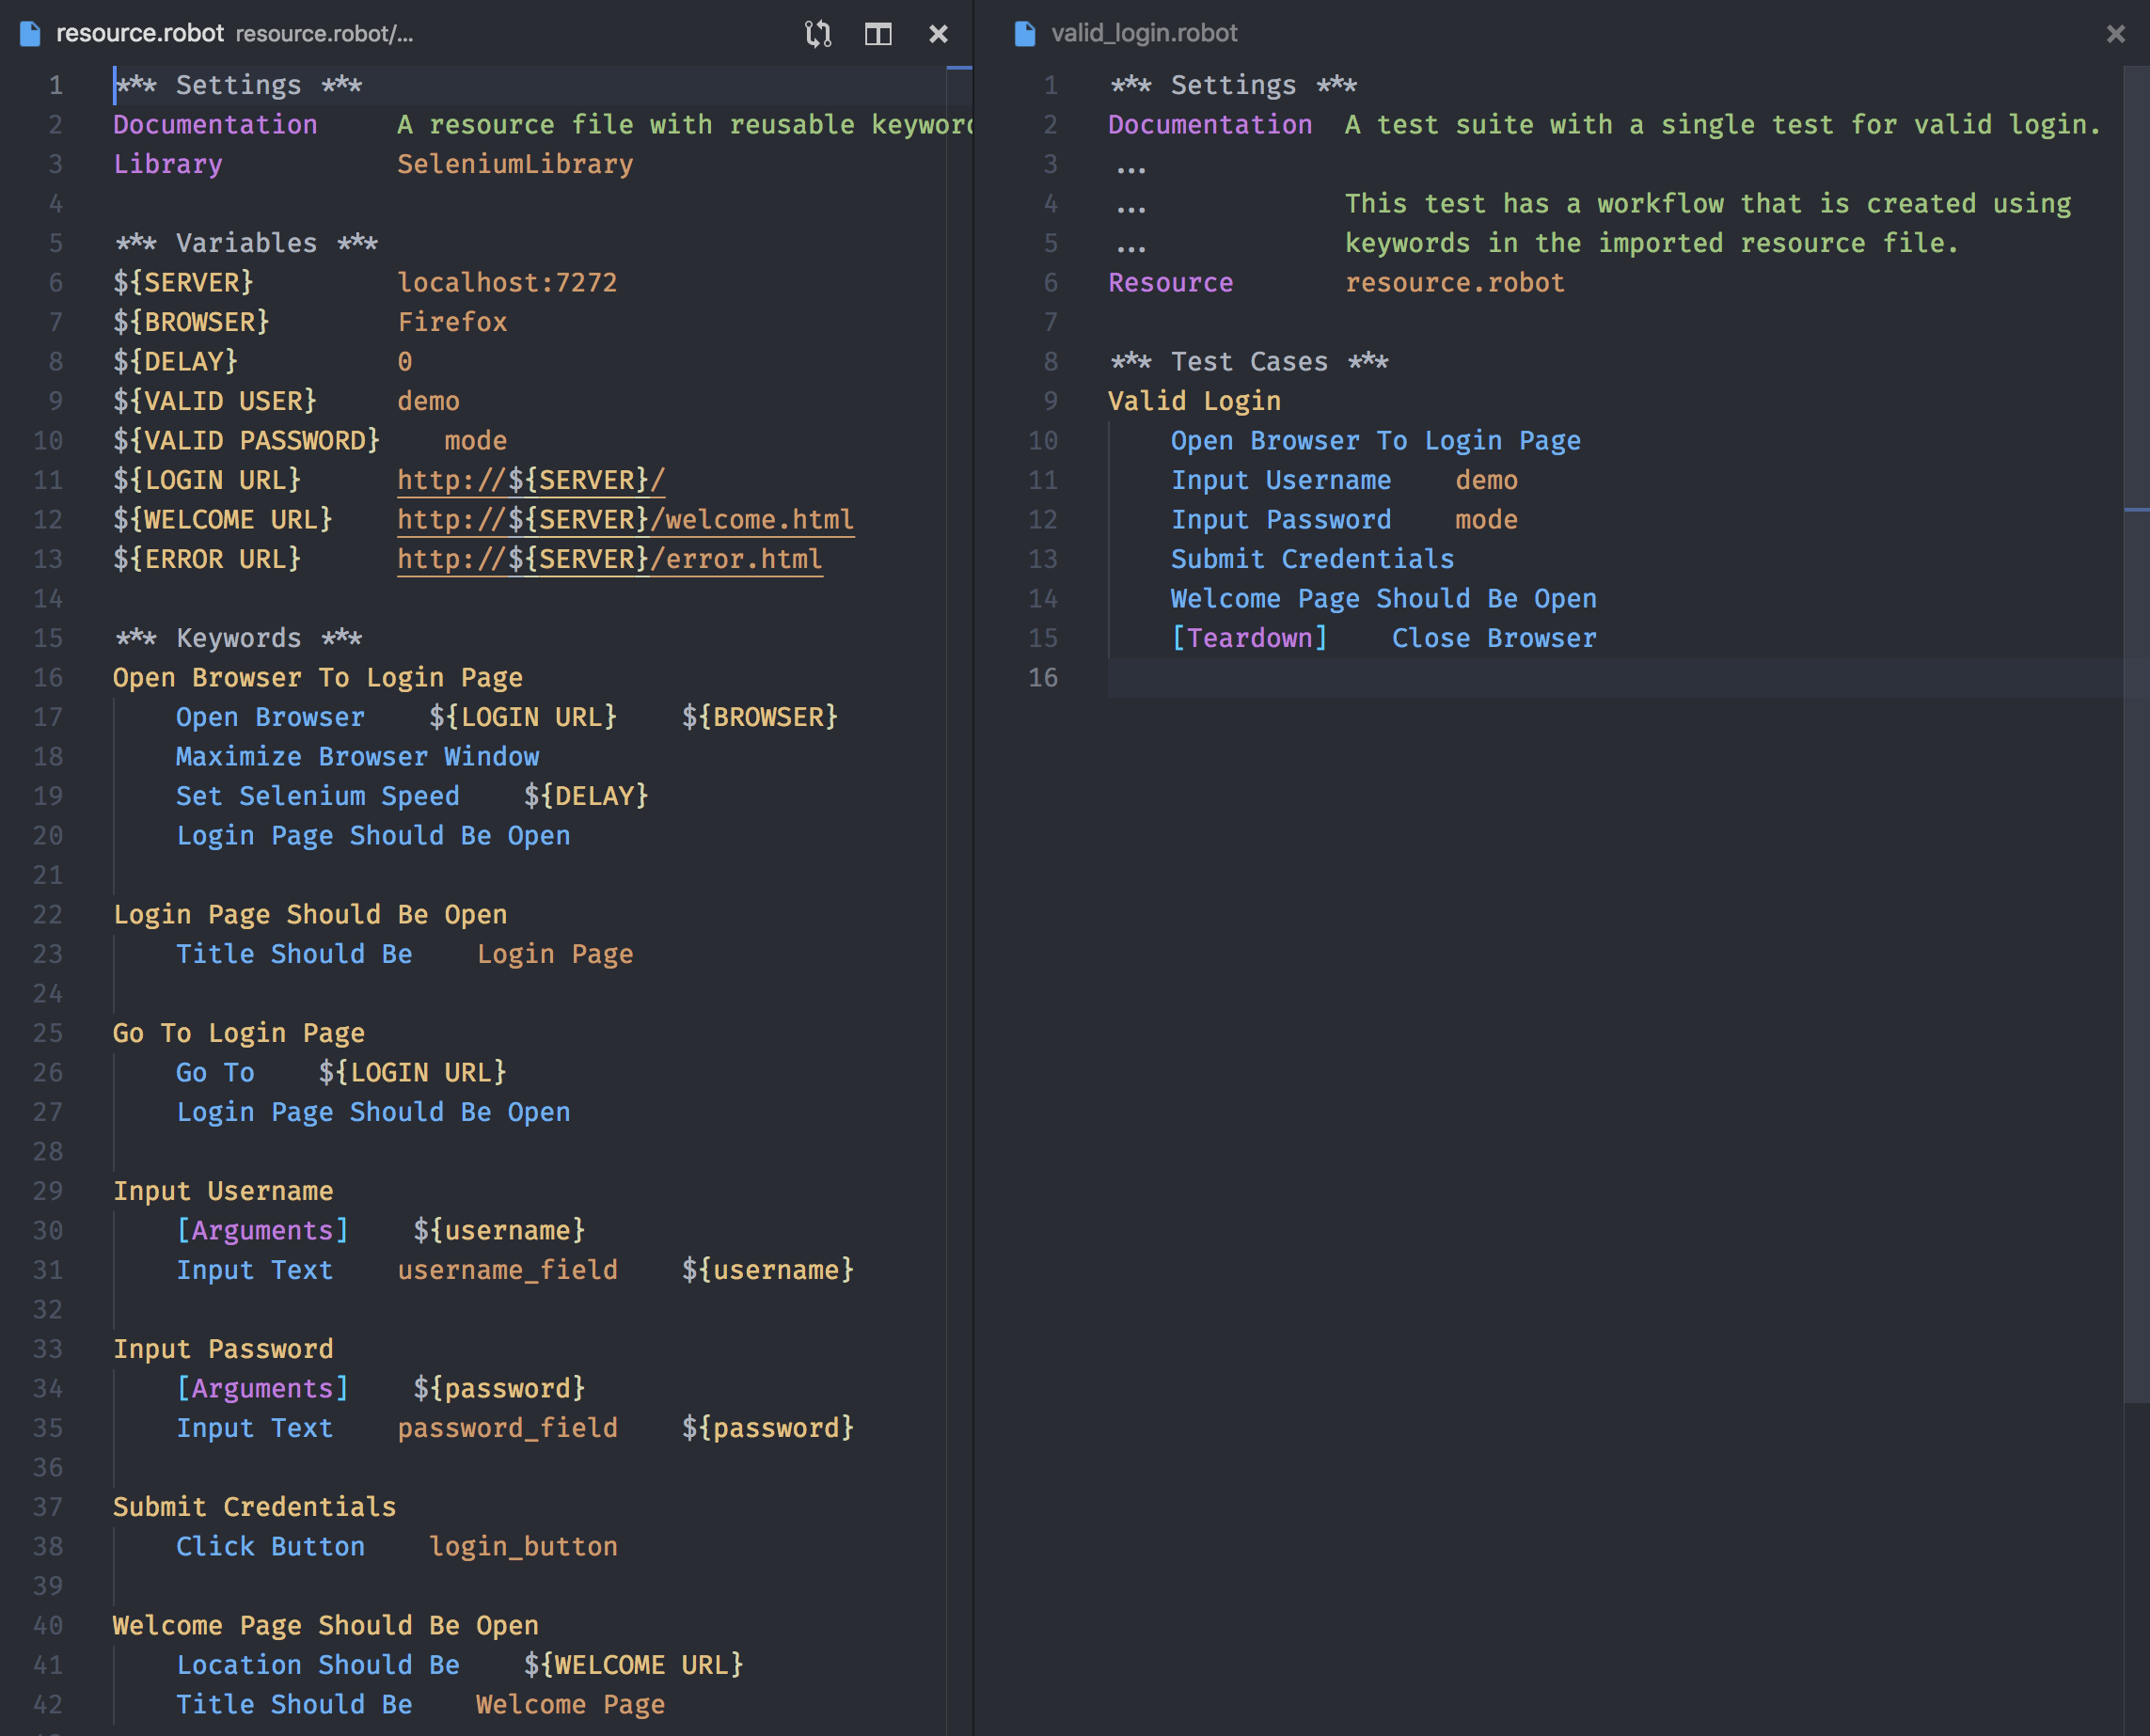 resource.robot resource.robot/...
1 *** Settings ***
2 Documentation     A resource file with reusable
3 Library           SeleniumLibrary
4
5 *** Variables ***
6 ${SERVER}         localhost:7272
7 ${BROWSER}        Firefox
8 ${DELAY}          0
9 ${VALID USER}     demo
10 ${VALID PASSWORD}    mode
11 ${LOGIN URL}      http://${SERVER}/
12 ${WELCOME URL}    http://${SERVER}/welcome.html
13 ${ERROR URL}      http://${SERVER}/error.html
14
15 *** Keywords ***
16 Open Browser To Login Page
17     Open Browser    ${LOGIN URL}    ${BROWSER}
18     Maximize Browser Window
19     Set Selenium Speed    ${DELAY}
20     Login Page Should Be Open
21
22 Login Page Should Be Open
23     Title Should Be    Login Page
24
25 Go To Login Page
26     Go To    ${LOGIN URL}
27     Login Page Should Be Open
28
29 Input Username
30     [Arguments]    ${username}
31     Input Text    username_field    ${username}
32
33 Input Password
34     [Arguments]    ${password}
35     Input Text    password_field    ${password}
36
37 Submit Credentials
38     Click Button    login_button
39
40 Welcome Page Should Be Open
41     Location Should Be    ${WELCOME URL}
42     Title Should Be    Welcome Page
valid_login.robot
1 *** Settings ***
2 Documentation  A test suite with a single test for valid login.
3 ...
4 ...            This test has a workflow that is created using
5 ...            keywords in the imported resource file.
6 Resource       resource.robot
7
8 *** Test Cases ***
9 Valid Login
10     Open Browser To Login Page
11     Input Username    demo
12     Input Password    mode
13     Submit Credentials
14     Welcome Page Should Be Open
15     [Teardown]    Close Browser
16